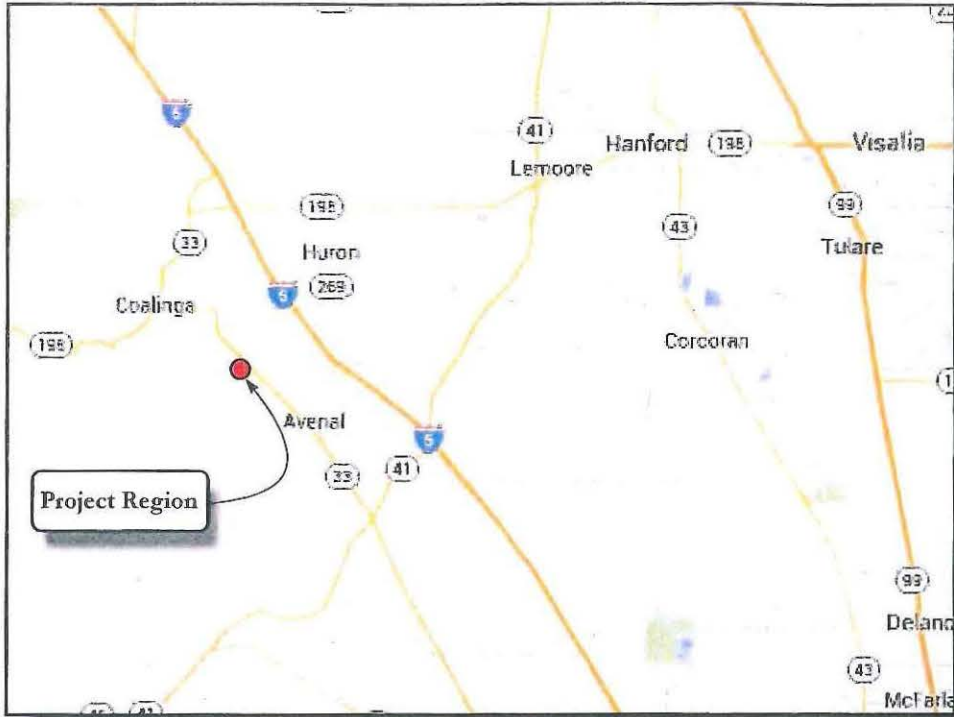 5
41
Hanford
198
Visalia
Lemoore
198
99
33
43
Tulare
Huron
5
269
Coalinga
198
Corcoran
Avenal
5
33
41
Project Region
99
Delano
43
41